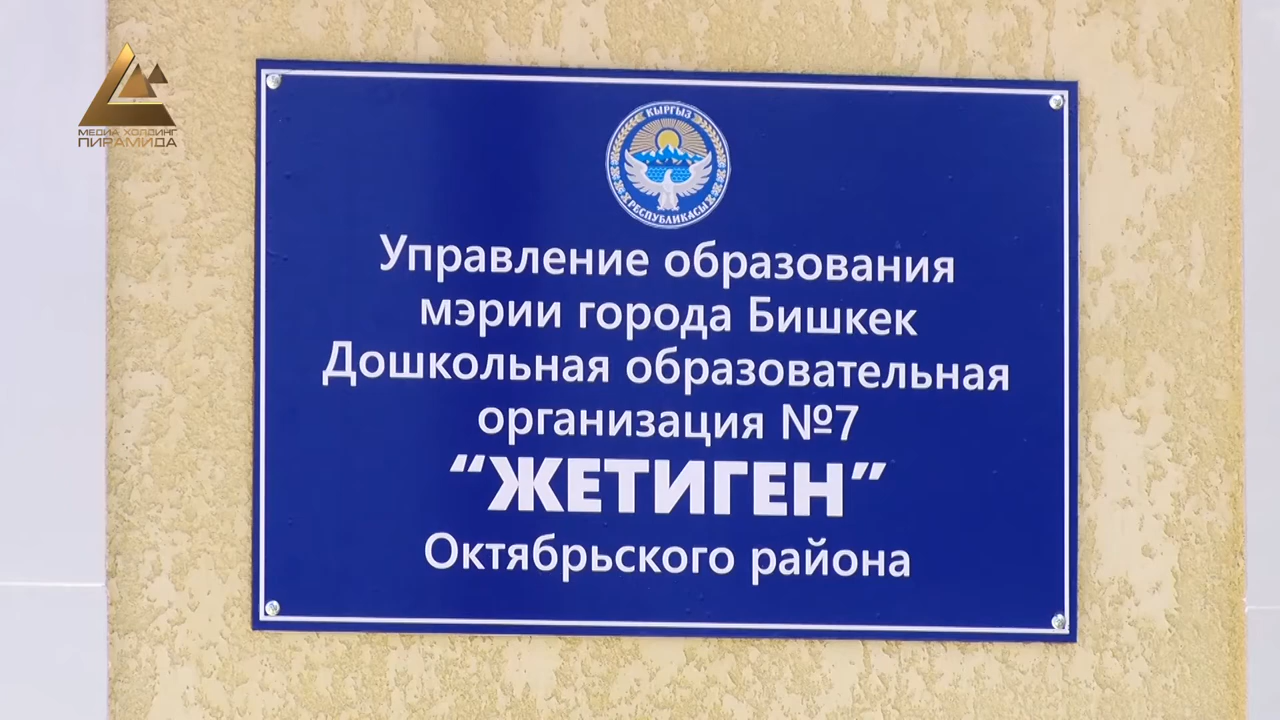 МЕДИА ХОЛДИНГ
ПИРАМИДА
КЫРГЫЗ
РЕСПУБЛИКАСЫ
Управление образования
мэрии города Бишкек
Дошкольная образовательная
организация №7
“ЖЕТИГЕН”
Октябрьского района